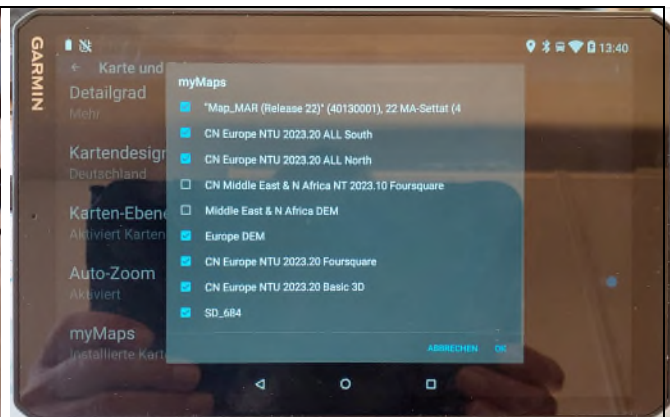 GARMIN
13:40
Karte und
Detailgrad
Mehr
Kartendesign
Deutschland
Karten-Ebene
Aktiviert Karten
Auto-Zoom
Aktiviert
myMaps
Installierte Kart
myMaps
"Map_MAR (Release 22)" (40130001), 22 MA-Settat (4
CN Europe NTU 2023.20 ALL South
CN Europe NTU 2023.20 ALL North
CN Middle East & N Africa NT 2023.10 Foursquare
Middle East & N Africa DEM
Europe DEM
CN Europe NTU 2023.20 Foursquare
CN Europe NTU 2023.20 Basic 3D
SD_684
ABBRECHEN OK